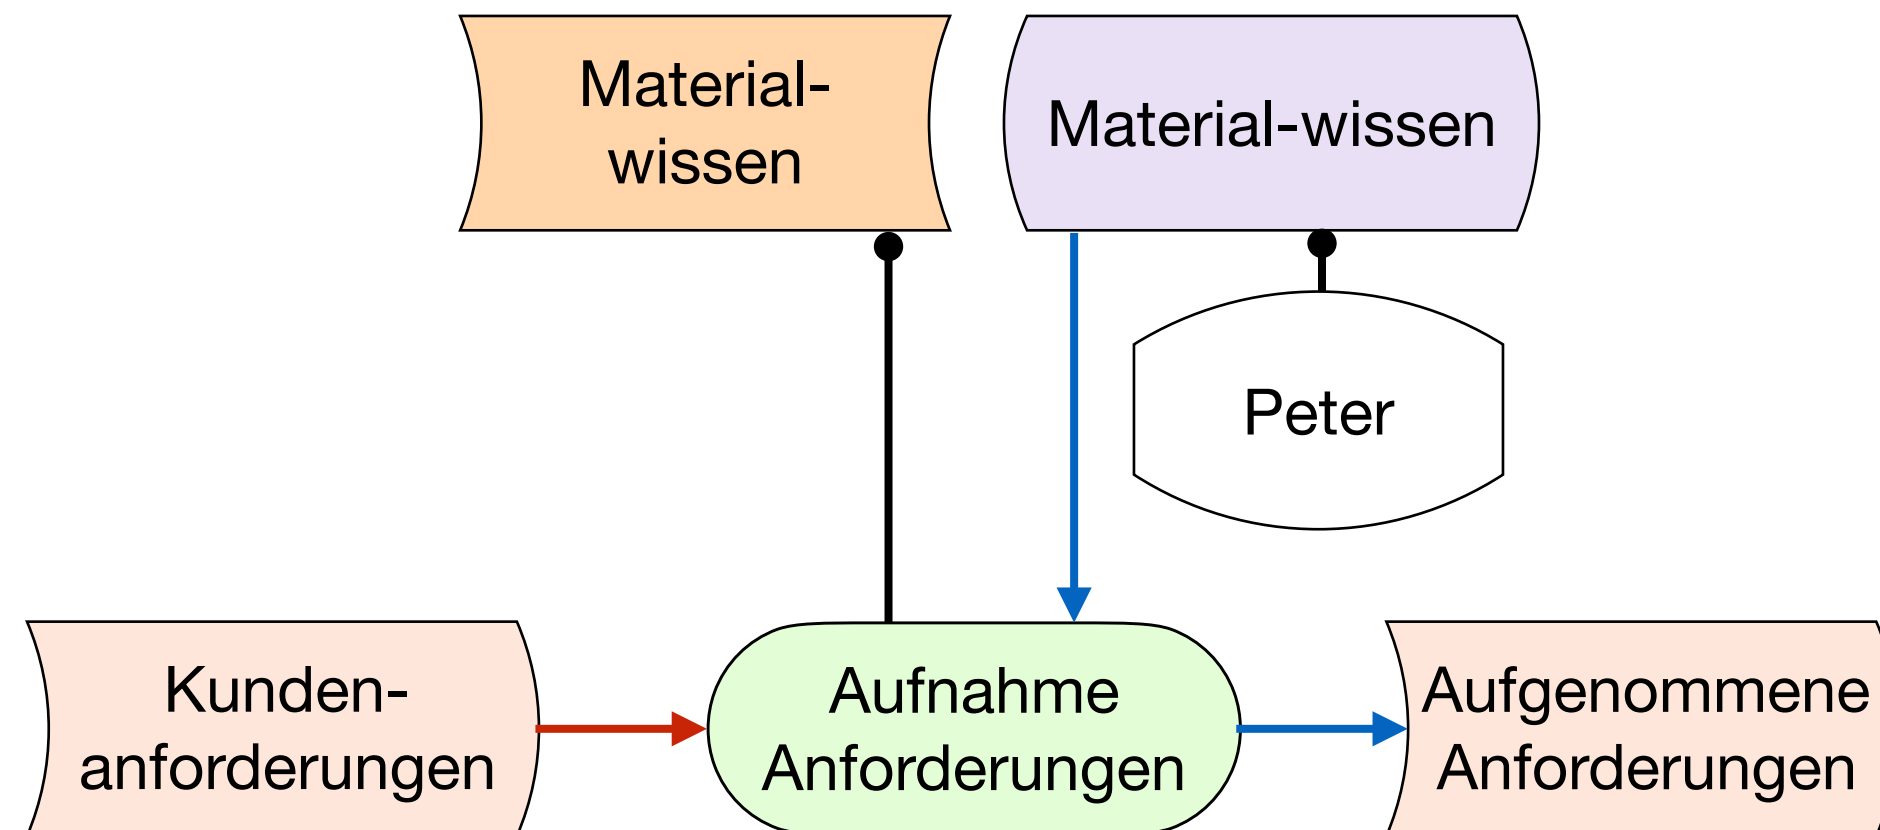 Material-
wissen
Material-wissen
Peter
Kunden-
anforderungen
Aufnahme
Anforderungen
Aufgenommene
Anforderungen